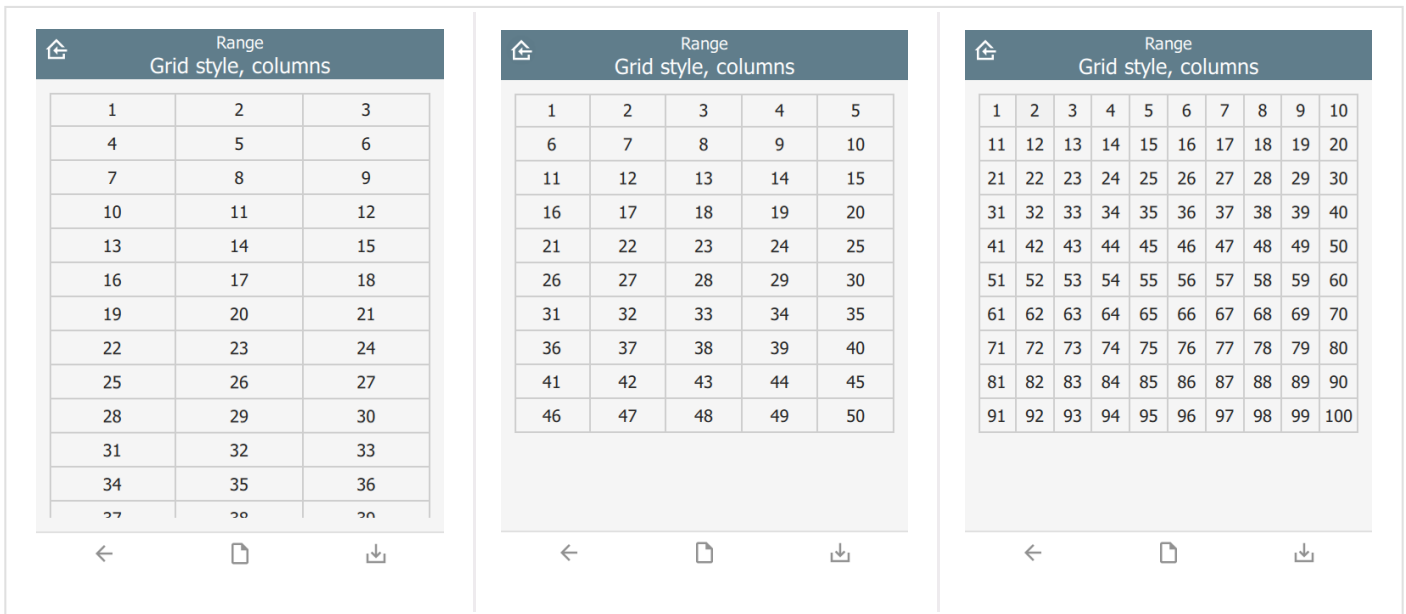 Range
Grid style, columns
1 2 3
4 5 6
7 8 9
10 11 12
13 14 15
16 17 18
19 20 21
22 23 24
25 26 27
28 29 30
31 32 33
34 35 36
37 38 39
Range
Grid style, columns
1 2 3 4 5
6 7 8 9 10
11 12 13 14 15
16 17 18 19 20
21 22 23 24 25
26 27 28 29 30
31 32 33 34 35
36 37 38 39 40
41 42 43 44 45
46 47 48 49 50
Range
Grid style, columns
1 2 3 4 5 6 7 8 9 10
11 12 13 14 15 16 17 18 19 20
21 22 23 24 25 26 27 28 29 30
31 32 33 34 35 36 37 38 39 40
41 42 43 44 45 46 47 48 49 50
51 52 53 54 55 56 57 58 59 60
61 62 63 64 65 66 67 68 69 70
71 72 73 74 75 76 77 78 79 80
81 82 83 84 85 86 87 88 89 90
91 92 93 94 95 96 97 98 99 100